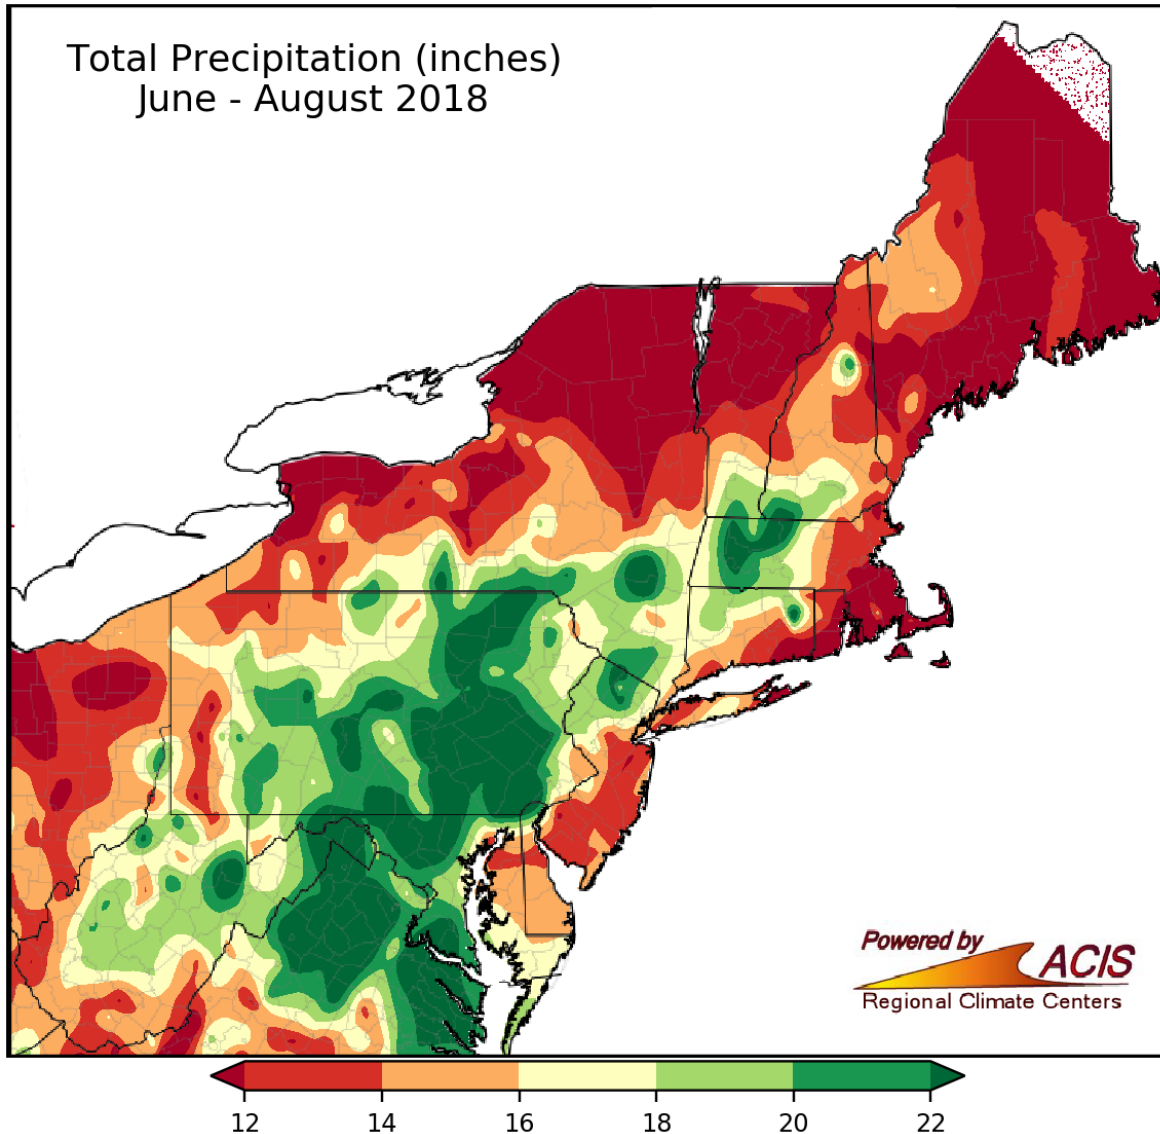 Total Precipitation (inches)
June - August 2018
Powered by
ACIS
Regional Climate Centers
12 14 16 18 20 22